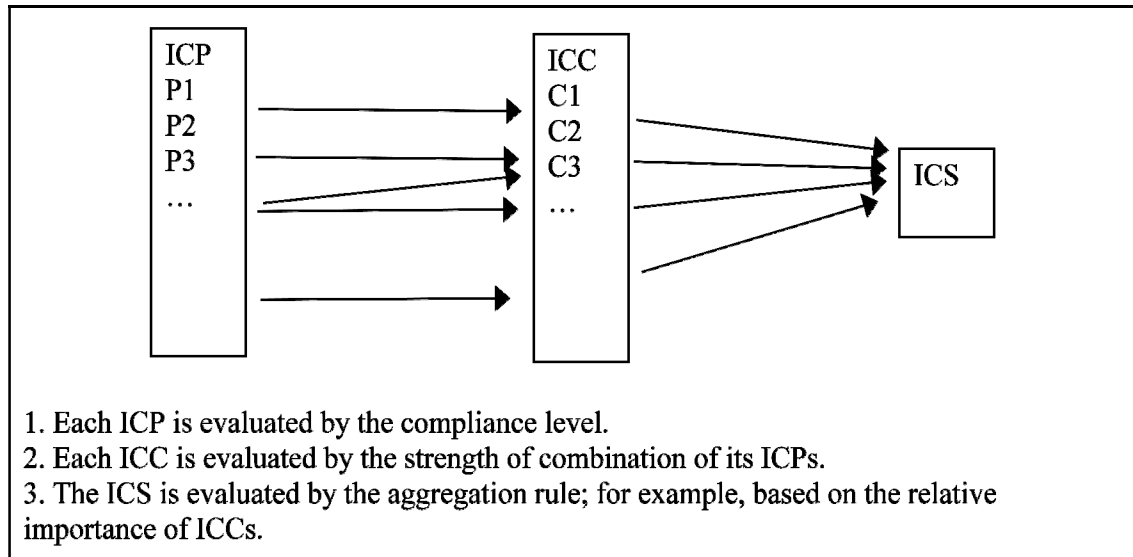 ICP
P1
P2
P3
…
ICC
C1
C2
C3
…
ICS
1. Each ICP is evaluated by the compliance level.
2. Each ICC is evaluated by the strength of combination of its ICPs.
3. The ICS is evaluated by the aggregation rule; for example, based on the relative
importance of ICCs.